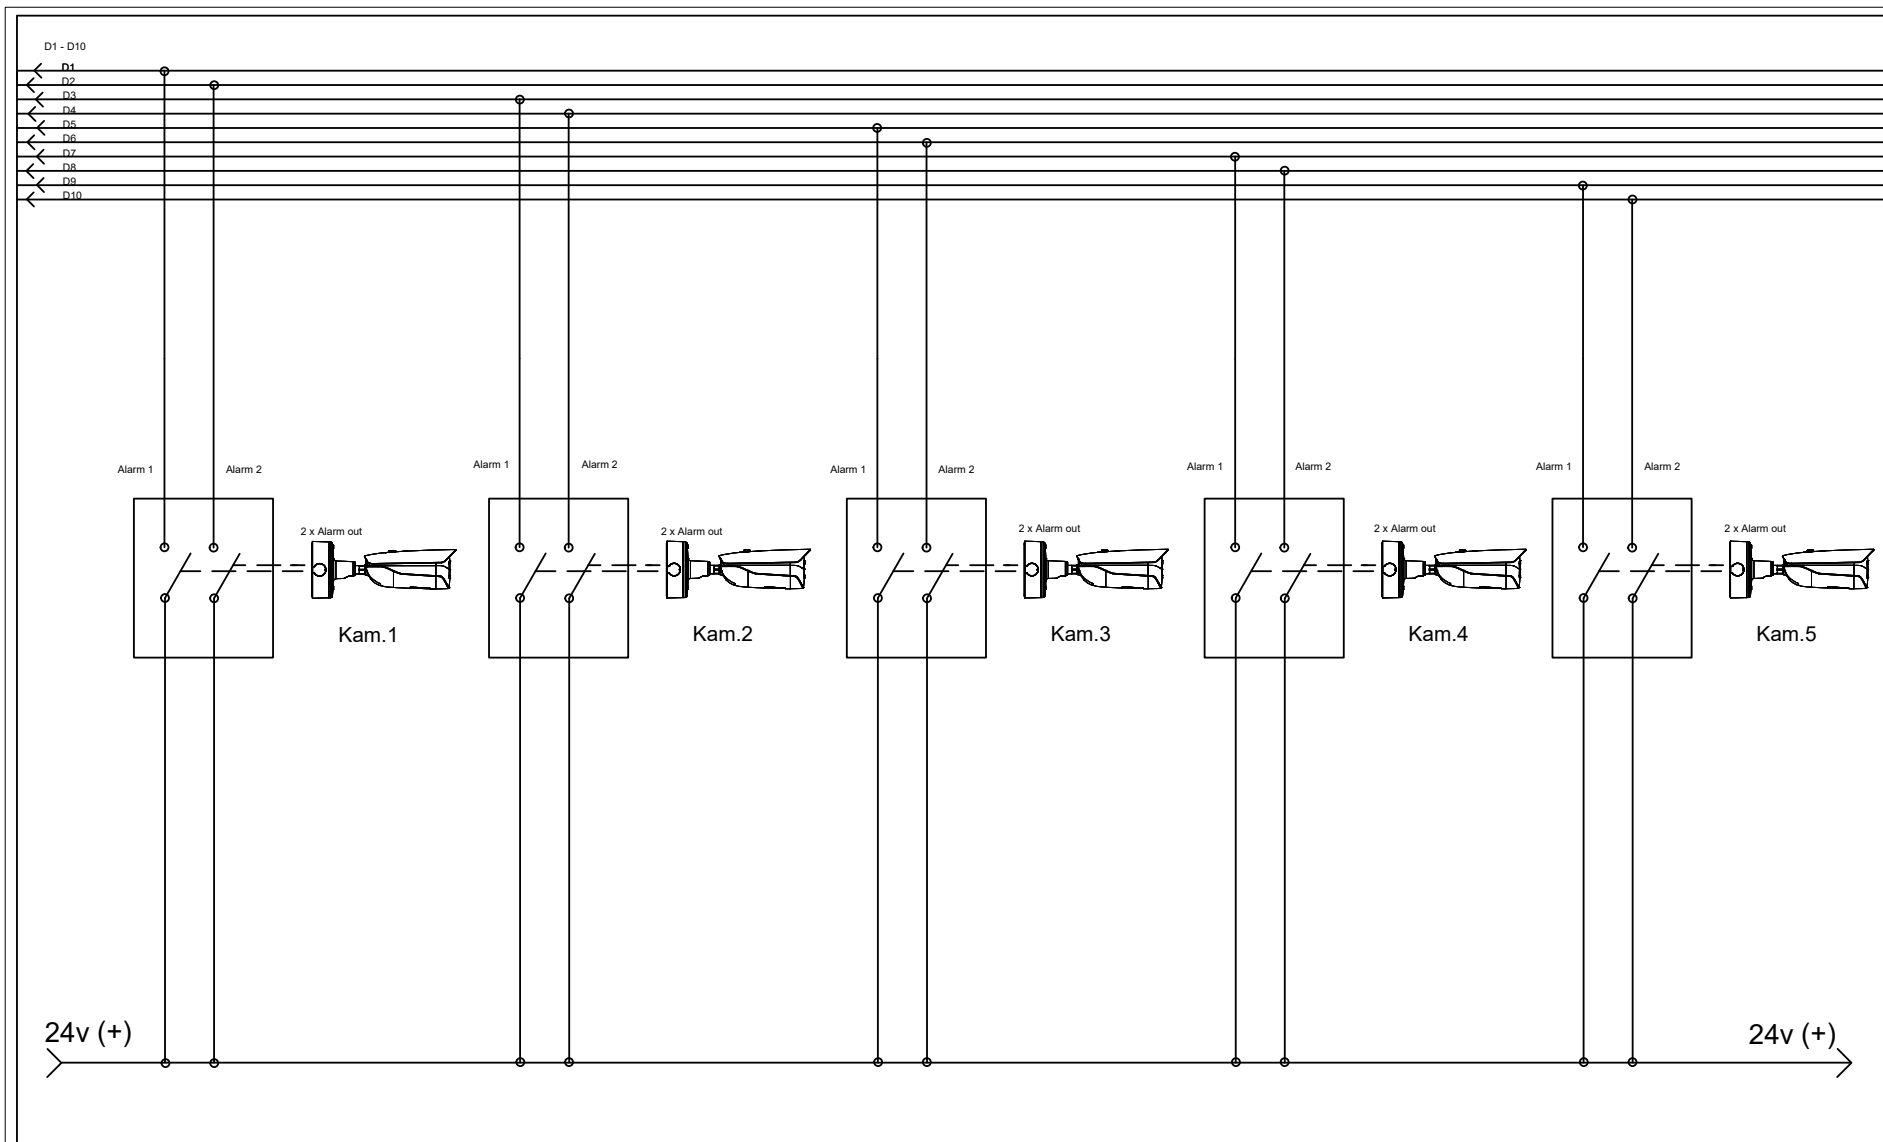 D1 - D10
D1
D2
D3
D4
D5
D6
D7
D8
D9
D10
Alarm 1
Alarm 2
Alarm 1
Alarm 2
Alarm 1
Alarm 2
Alarm 1
Alarm 2
Alarm 1
Alarm 2
2 x Alarm out
2 x Alarm out
2 x Alarm out
2 x Alarm out
2 x Alarm out
Kam.1
Kam.2
Kam.3
Kam.4
Kam.5
24v (+)
24v (+)